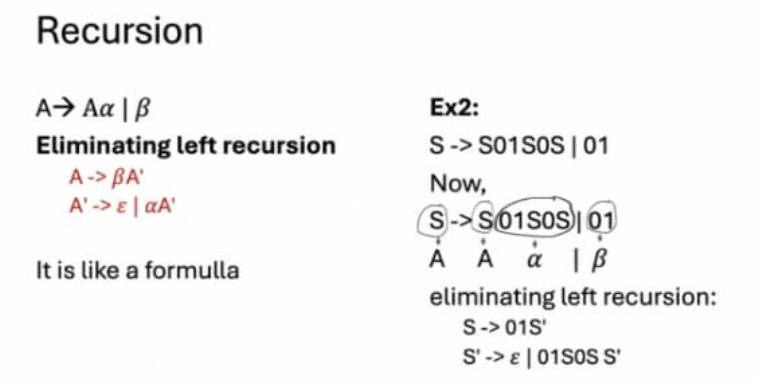 Recursion
A→ Aα | β
Eliminating left recursion
A -> βA'
A' -> ε | αA'
It is like a formulla
Ex2:
S -> S01S0S | 01
Now,
S -> S01S0S | 01
A A α | β
eliminating left recursion:
S -> 01S'
S' -> ε | 01S0S S'